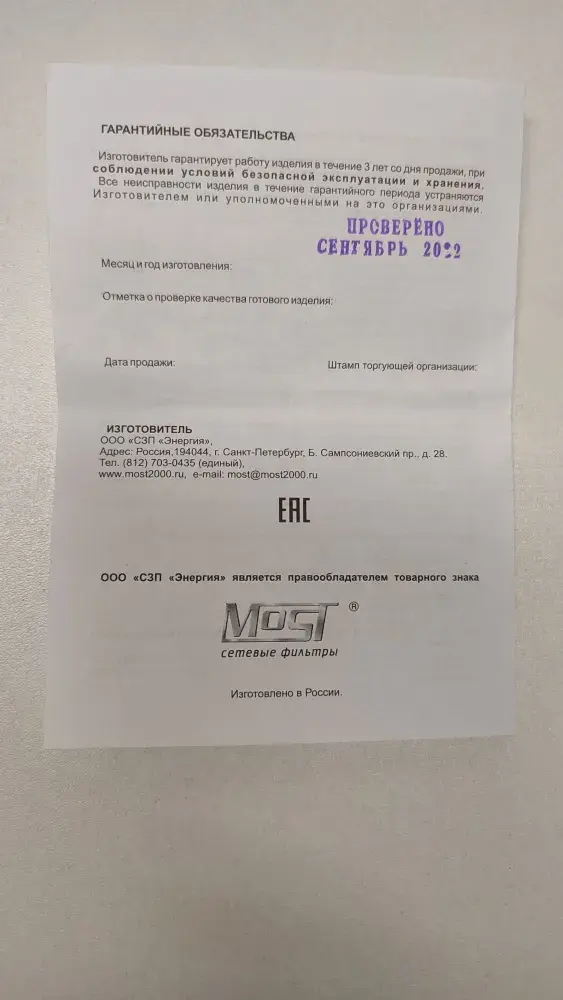 ГАРАНТИЙНЫЕ ОБЯЗАТЕЛЬСТВА
Изготовитель гарантирует работу изделия в течение 3 лет со дня продажи, при
соблюдении условий безопасной эксплуатации и хранения.
Все неисправности изделия в течение гарантийного периода устраняются
Изготовителем или уполномоченными на это организациями.
ПРОВЕРЕНО
СЕНТЯБРЬ 2022
Месяц и год изготовления:
Отметка о проверке качества готового изделия:
Дата продажи:
Штамп торгующей организации:
ИЗГОТОВИТЕЛЬ
ООО «СЗП «Энергия»,
Адрес: Россия,194044, г. Санкт-Петербург, Б. Сампсониевский пр., д. 28.
Тел. (812) 703-0435 (единый),
www.most2000.ru, e-mail: most@most2000.ru
EAC
ООО «СЗП «Энергия» является правообладателем товарного знака
MOST ®
сетевые фильтры
Изготовлено в России.